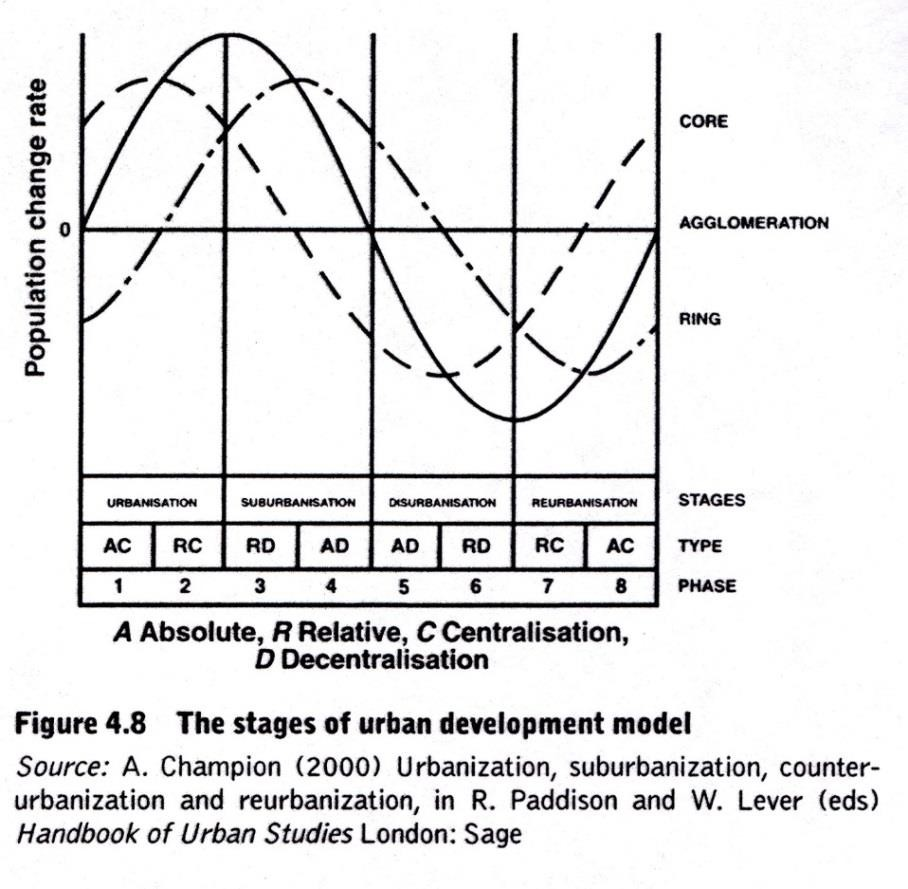 Population change rate
0
CORE
AGGLOMERATION
RING
URBANISATION SUBURBANISATION DISURBANISATION REURBANISATION STAGES
AC RC RD AD AD RD RC AC TYPE
1 2 3 4 5 6 7 8 PHASE
A Absolute, R Relative, C Centralisation,
D Decentralisation
Figure 4.8 The stages of urban development model
Source: A. Champion (2000) Urbanization, suburbanization, counter-
urbanization and reurbanization, in R. Paddison and W. Lever (eds)
Handbook of Urban Studies London: Sage